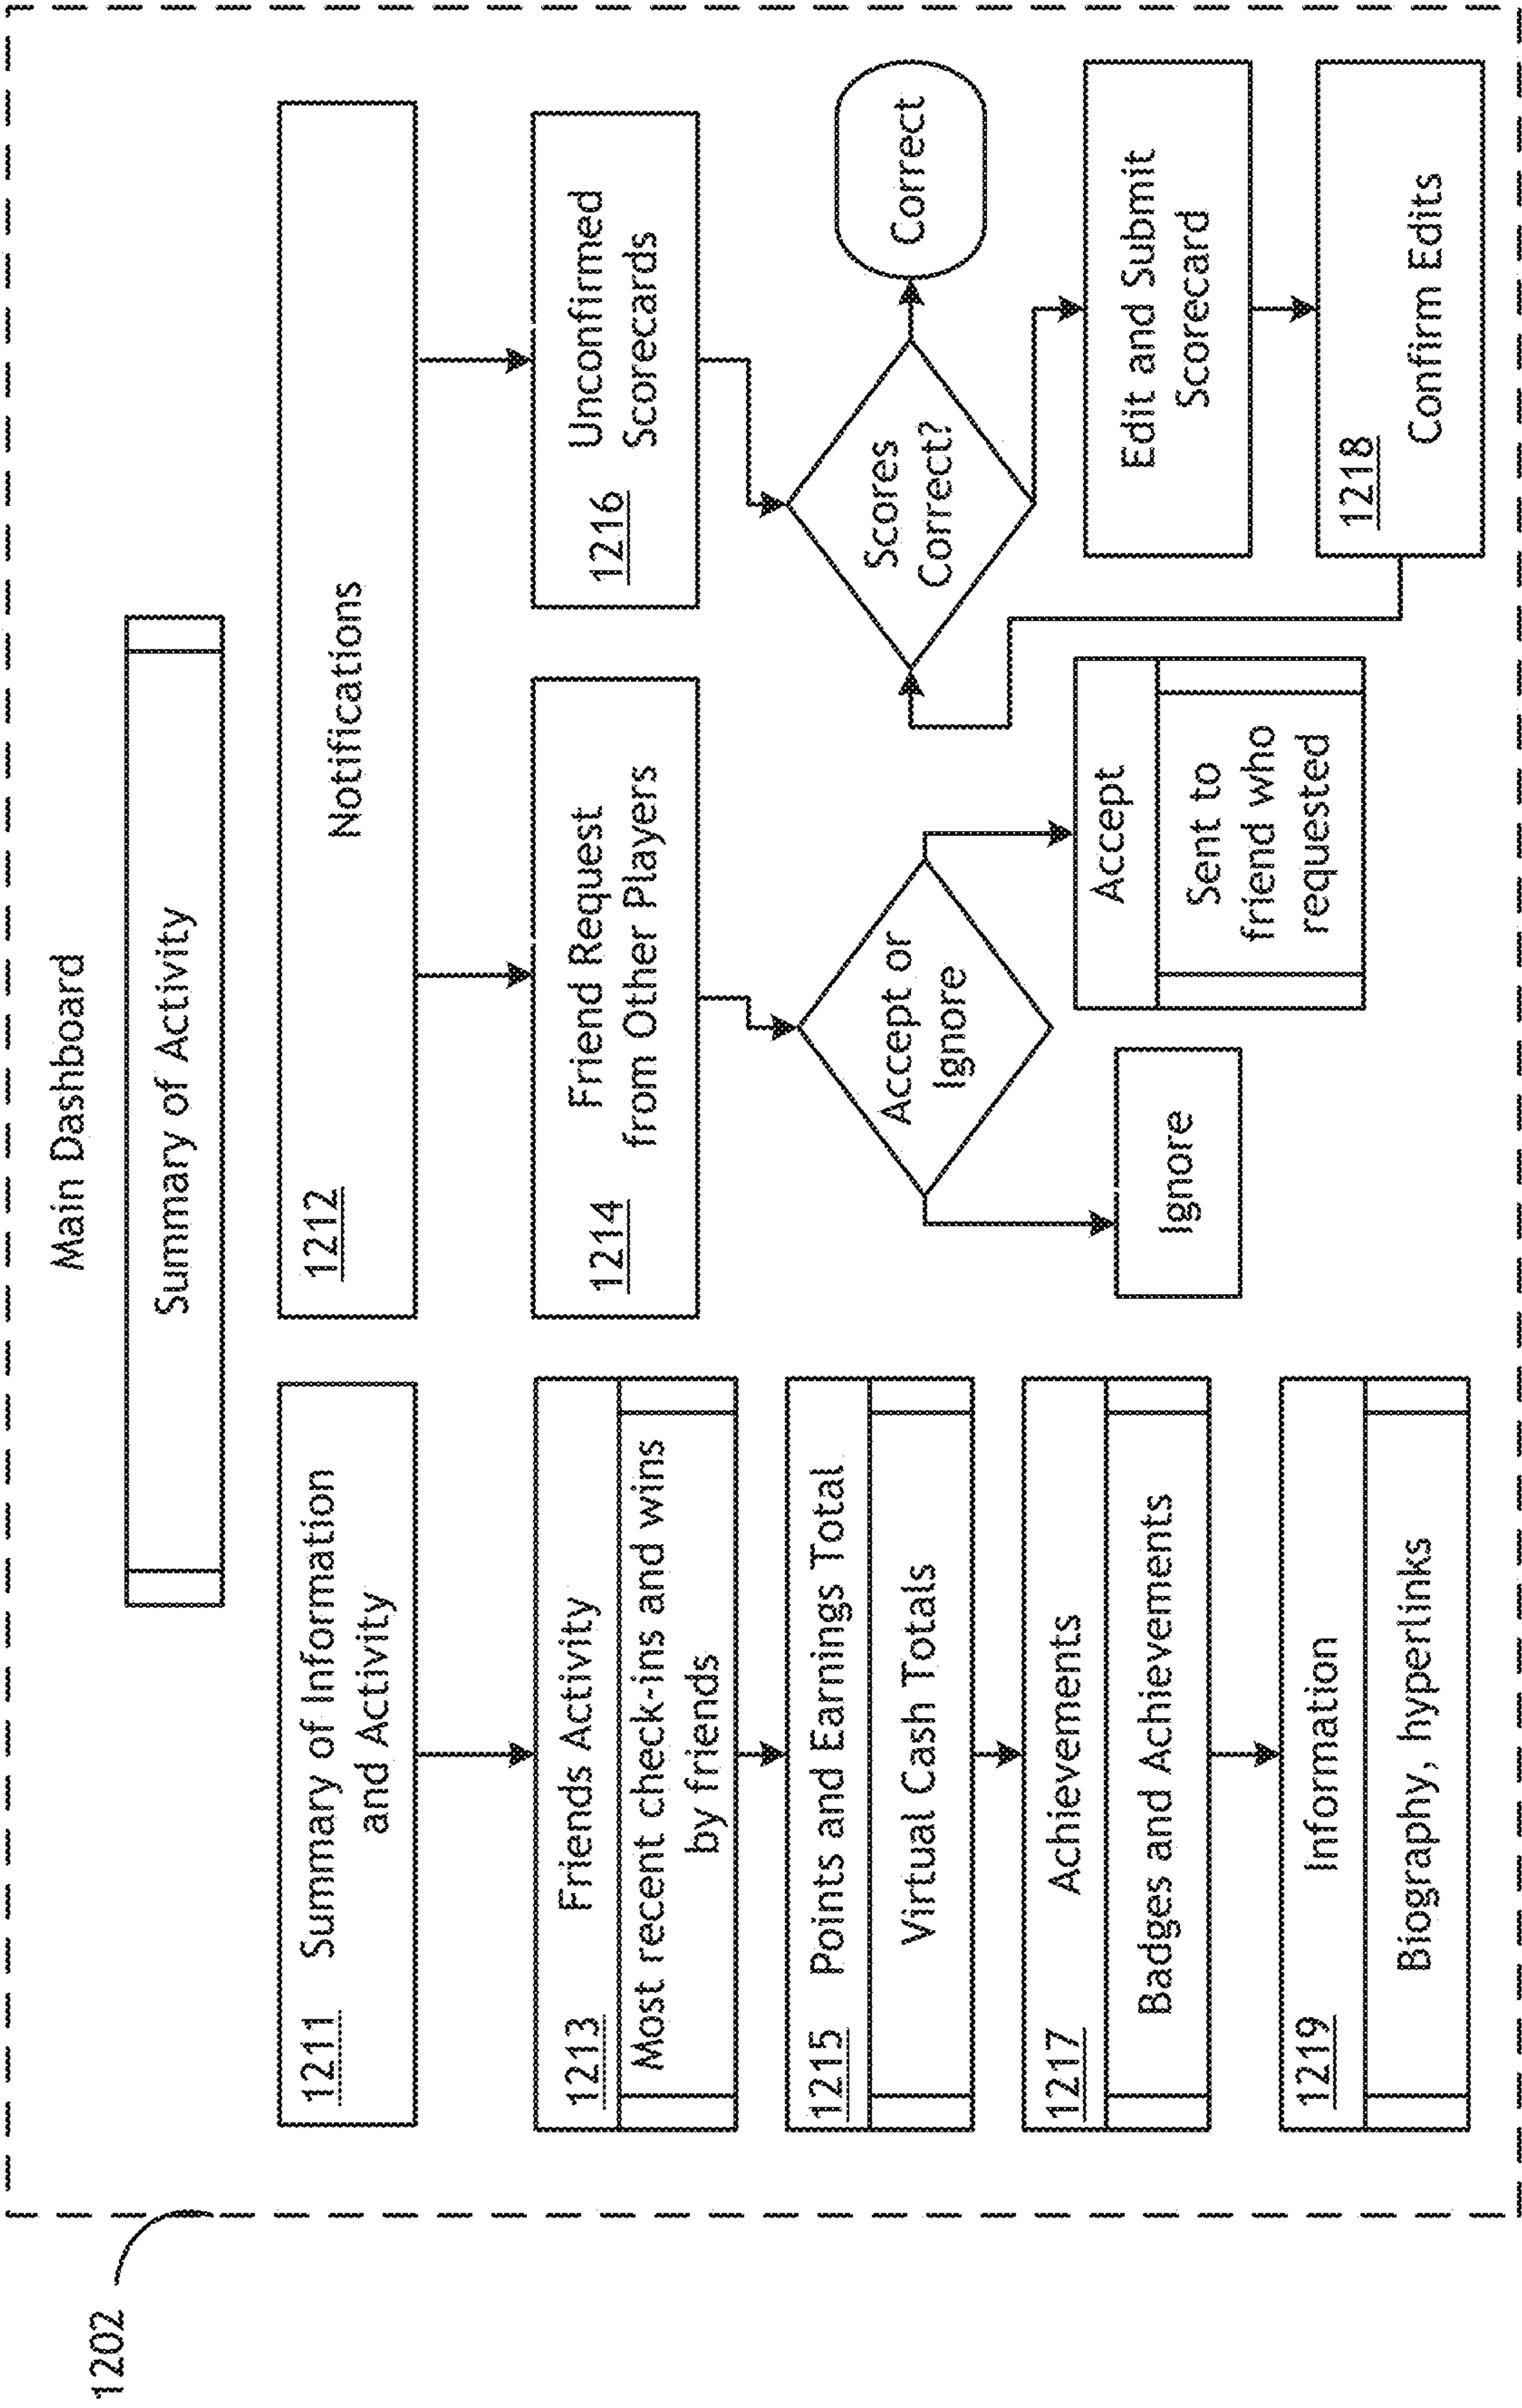 1202
Main Dashboard
Summary of Activity
1211
Summary of Information
and Activity
1213
Friends Activity
Most recent check-ins and wins
by friends
1215
Points and Earnings Total
Virtual Cash Totals
1217
Achievements
Badges and Achievements
1219
Information
Biography, hyperlinks
1212
Notifications
1214
Friend Request
from Other Players
Accept or
Ignore
Ignore
Accept
Sent to
friend who
requested
1216
Unconfirmed
Scorecards
Scores
Correct?
Correct
Edit and Submit
Scorecard
1218
Confirm Edits